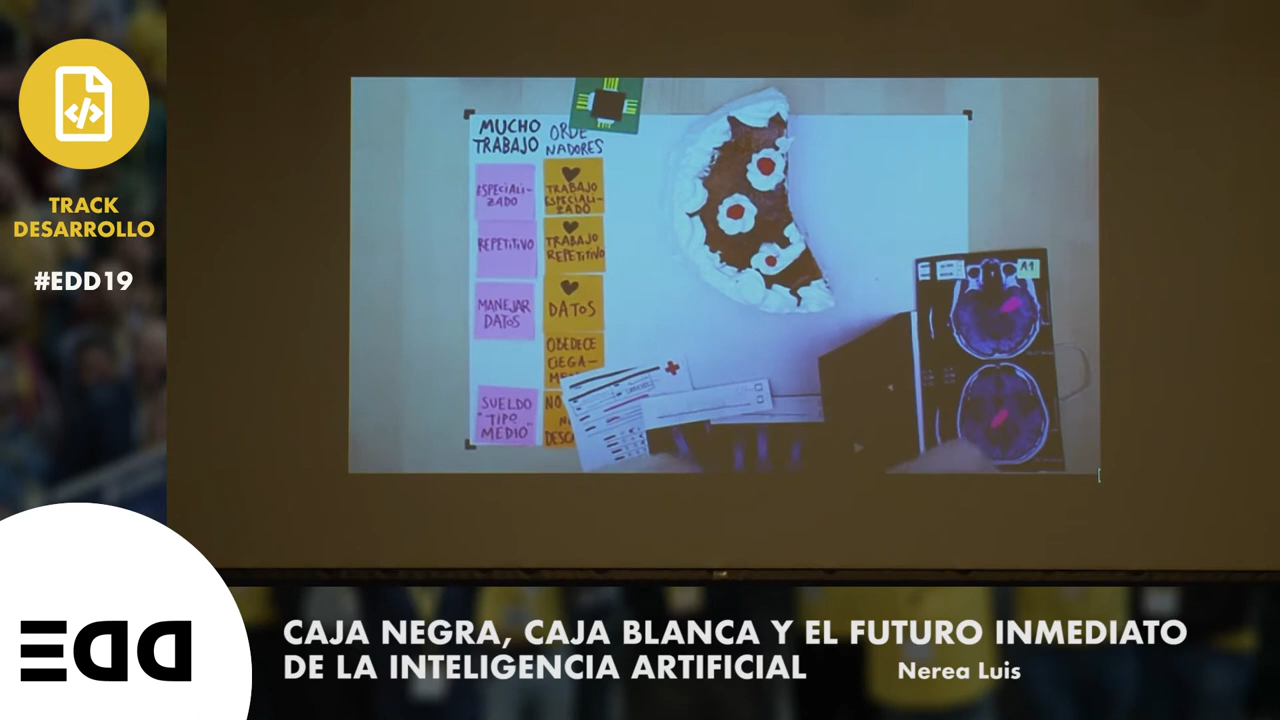 TRACK
DESARROLLO
#EDD19
MUCHO
TRABAJO
ORDE
NADORES
ESPECIALI-
ZADO
TRABAJO
ESPECIALI-
ZADO
REPETITIVO
TRABAJO
REPETITIVO
MANEJAR
DATOS
DATOS
OBEDECE
CIEGA-
SUELDO
"TIPO
MEDIO"
NO
A1
EDD
CAJA NEGRA, CAJA BLANCA Y EL FUTURO INMEDIATO
DE LA INTELIGENCIA ARTIFICIAL
Nerea Luis